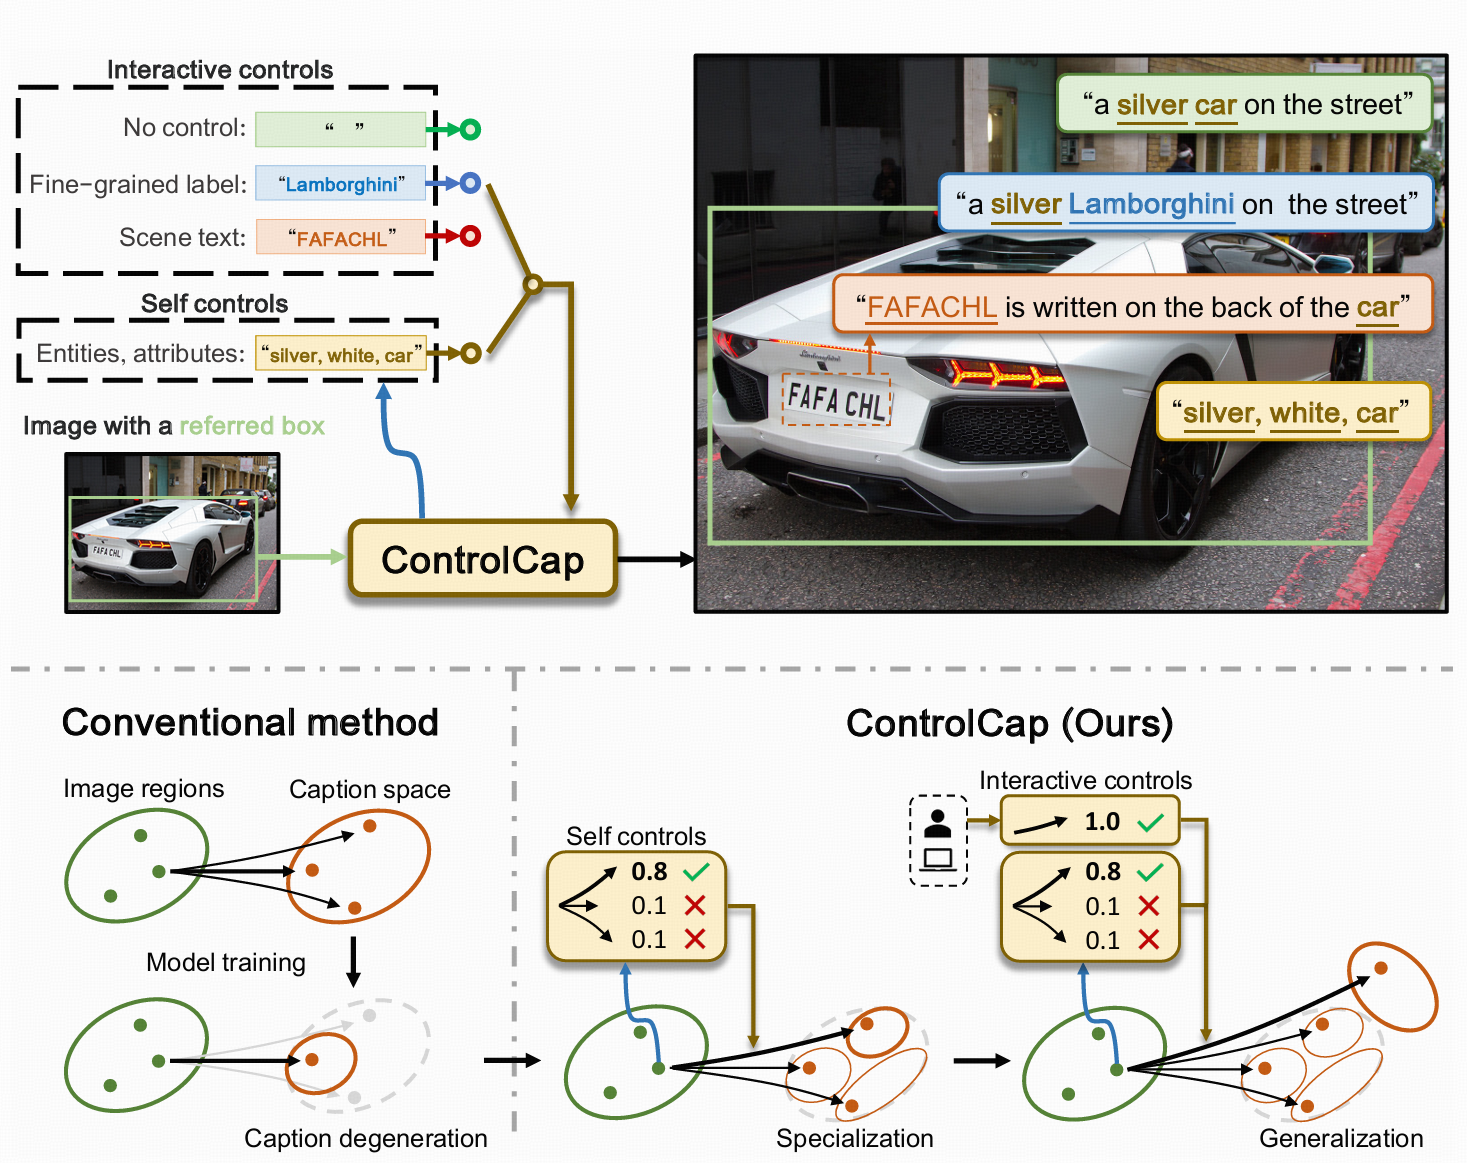 Interactive controls
No control: “ ”
Fine-grained label: “Lamborghini”
Scene text: “FAFACHL”
Self controls
Entities, attributes: “silver, white, car”
Image with a referred box
FAFA CHL
ControlCap
“a silver car on the street”
“a silver Lamborghini on the street”
“FAFACHL is written on the back of the car”
Lamborghini
FAFA CHL
“silver, white, car”
Conventional method
Image regions
Caption space
Model training
Caption degeneration
ControlCap (Ours)
Self controls
0.8
0.1
0.1
Specialization
Interactive controls
1.0
0.8
0.1
0.1
Generalization